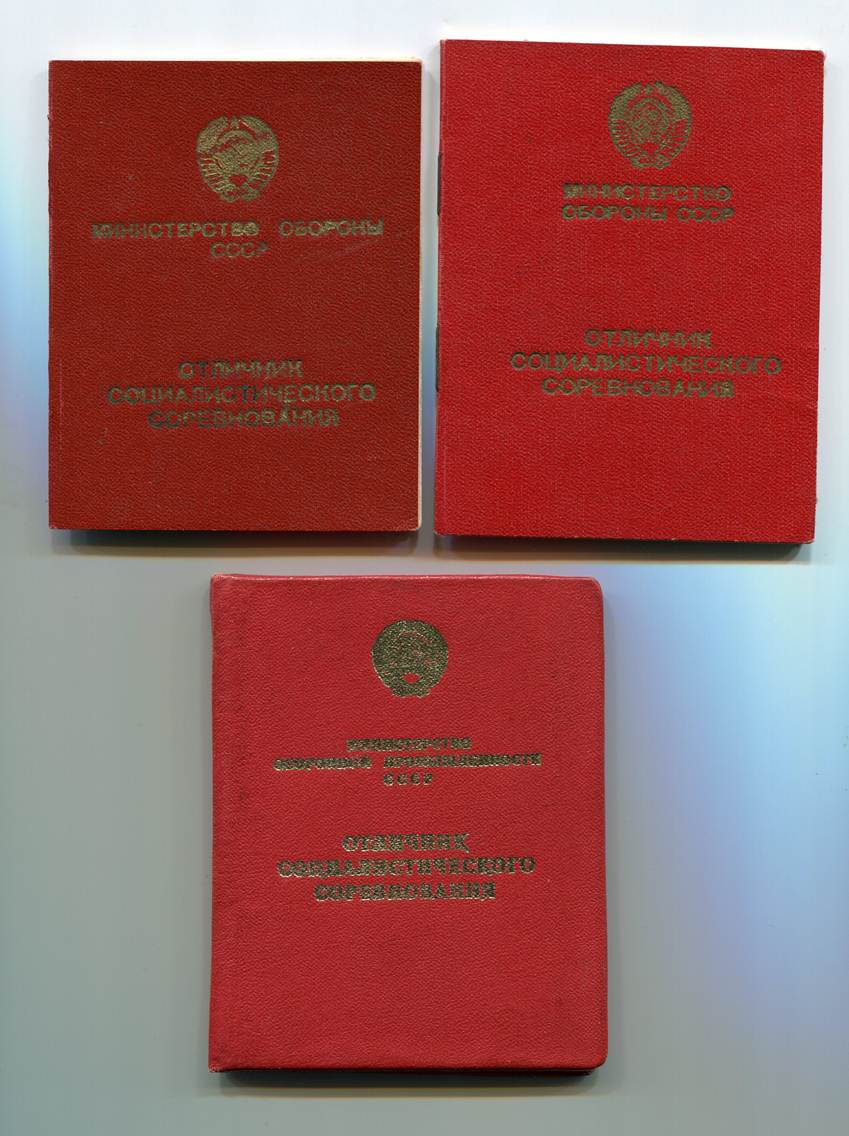 МИНИСТЕРСТВО ОБОРОНЫ
СССР
ОТЛИЧНИК
СОЦИАЛИСТИЧЕСКОГО
СОРЕВНОВАНИЯ
МИНИСТЕРСТВО
ОБОРОНЫ СССР
ОТЛИЧНИК
СОЦИАЛИСТИЧЕСКОГО
СОРЕВНОВАНИЯ
МИНИСТЕРСТВО
ОБОРОННОЙ ПРОМЫШЛЕННОСТИ
СССР
ОТЛИЧНИК
СОЦИАЛИСТИЧЕСКОГО
СОРЕВНОВАНИЯ